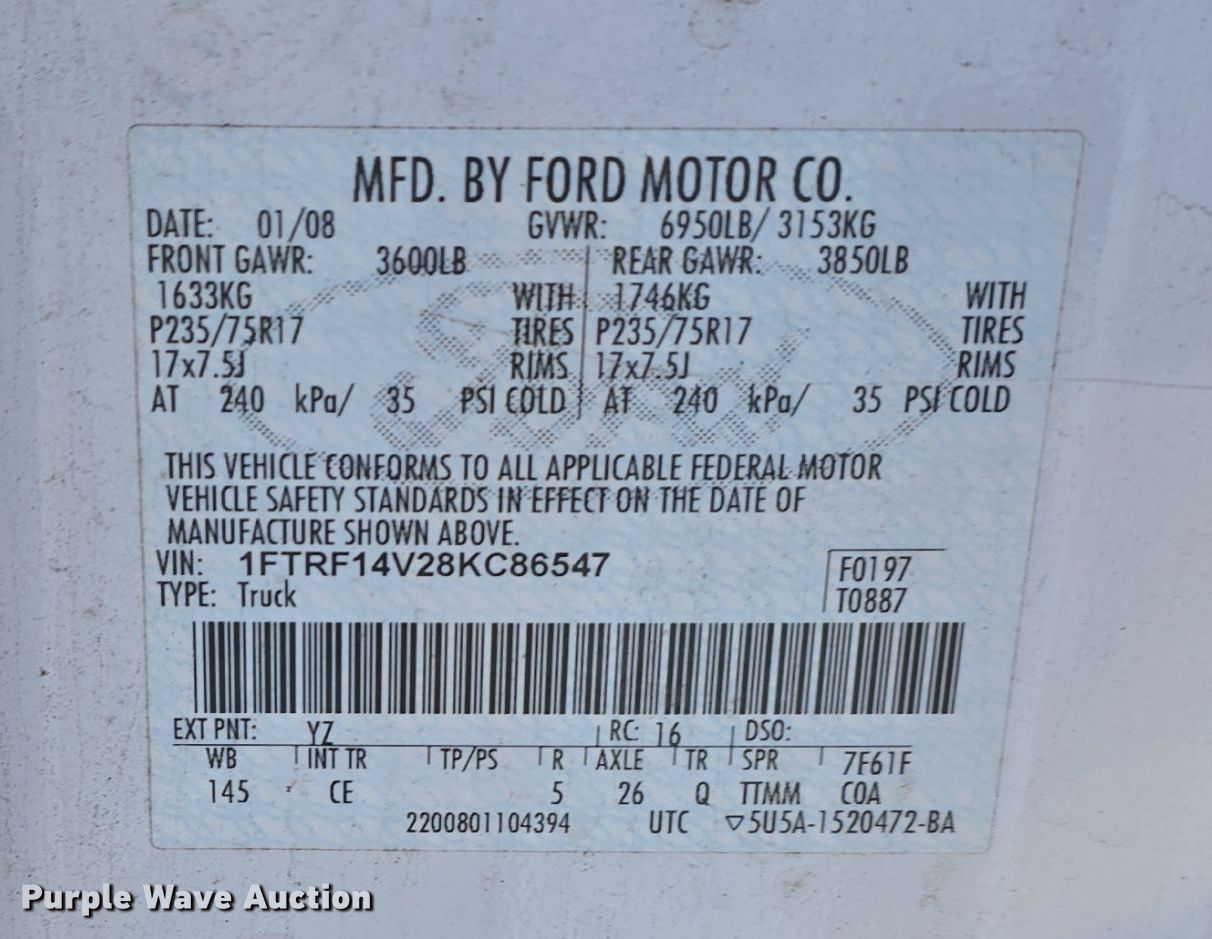 MFD. BY FORD MOTOR CO.
DATE: 01/08 GVWR: 6950LB/ 3153KG
FRONT GAWR: 3600LB REAR GAWR: 3850LB
1633KG WITH 1746KG WITH
P235/75R17 TIRES P235/75R17 TIRES
17x7.5J RIMS 17x7.5J RIMS
AT 240 kPa/ 35 PSI COLD AT 240 kPa/ 35 PSI COLD
THIS VEHICLE CONFORMS TO ALL APPLICABLE FEDERAL MOTOR
VEHICLE SAFETY STANDARDS IN EFFECT ON THE DATE OF
MANUFACTURE SHOWN ABOVE.
VIN: 1FTRF14V28KC86547 F0197
TYPE: Truck T0887
EXT PNT: YZ RC: 16 DSO:
WB INT TR TP/PS R AXLE TR SPR 7F61F
145 CE 5 26 Q TTMM COA
2200801104394 UTC ▽5U5A-1520472-BA
Purple Wave Auction